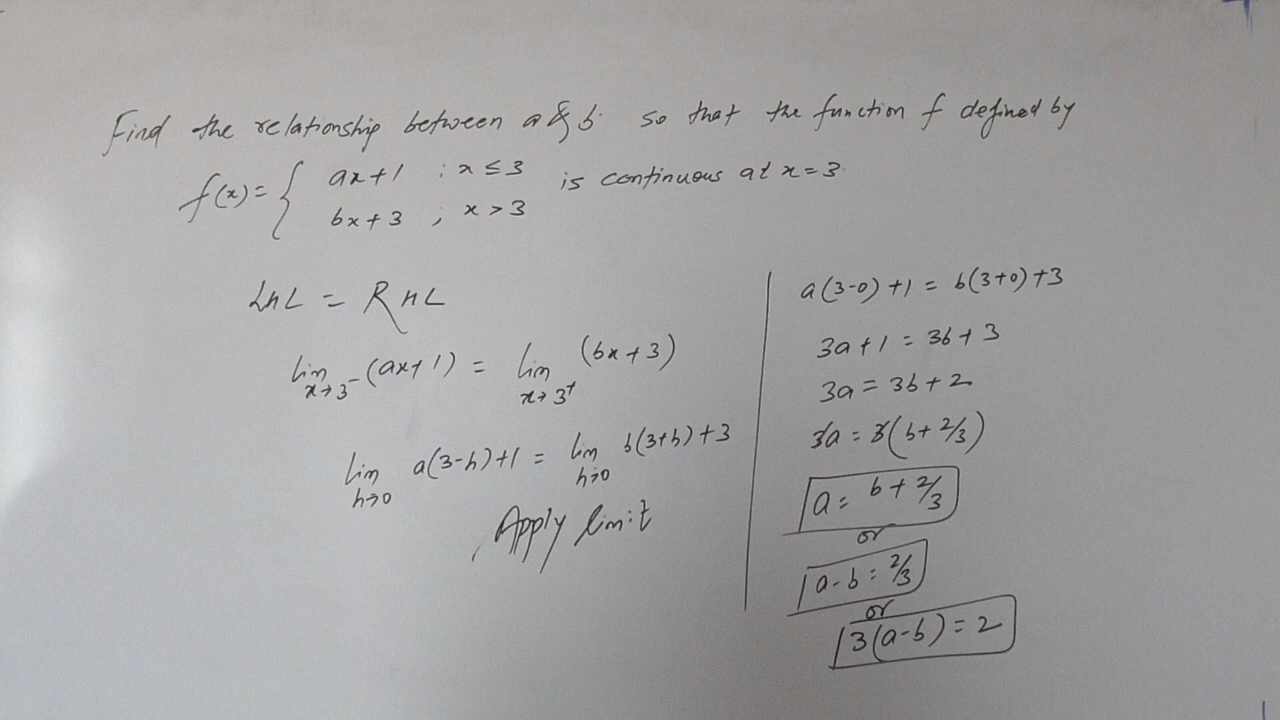 Find the relationship between a & b so that the function f defined by
f(x) = { ax+1 ; x ≤ 3
bx+3 , x > 3
is continuous at x = 3
LHL = RHL
lim x→3⁻ (ax+1) = lim x→3⁺ (bx+3)
lim h→0 a(3-h)+1 = lim h→0 b(3+h)+3
Apply limit
a(3-0)+1 = b(3+0)+3
3a+1 = 3b+3
3a = 3b+2
3a = 3(b+2/3)
a = b+2/3
or
a-b = 2/3
or
3(a-b) = 2